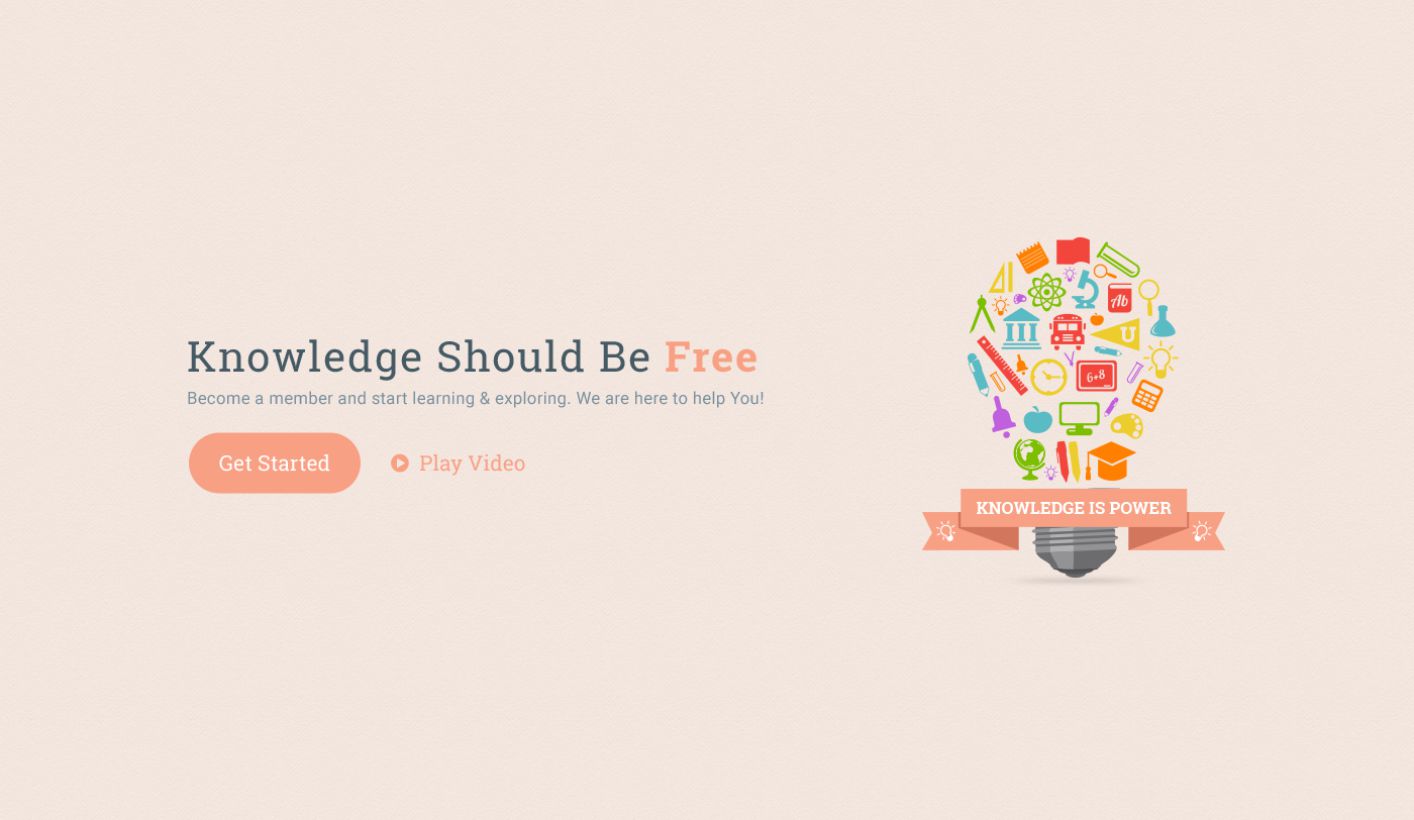 Knowledge Should Be Free
Become a member and start learning & exploring. We are here to help You!
Get Started
Play Video
Ab
U
6+8
KNOWLEDGE IS POWER